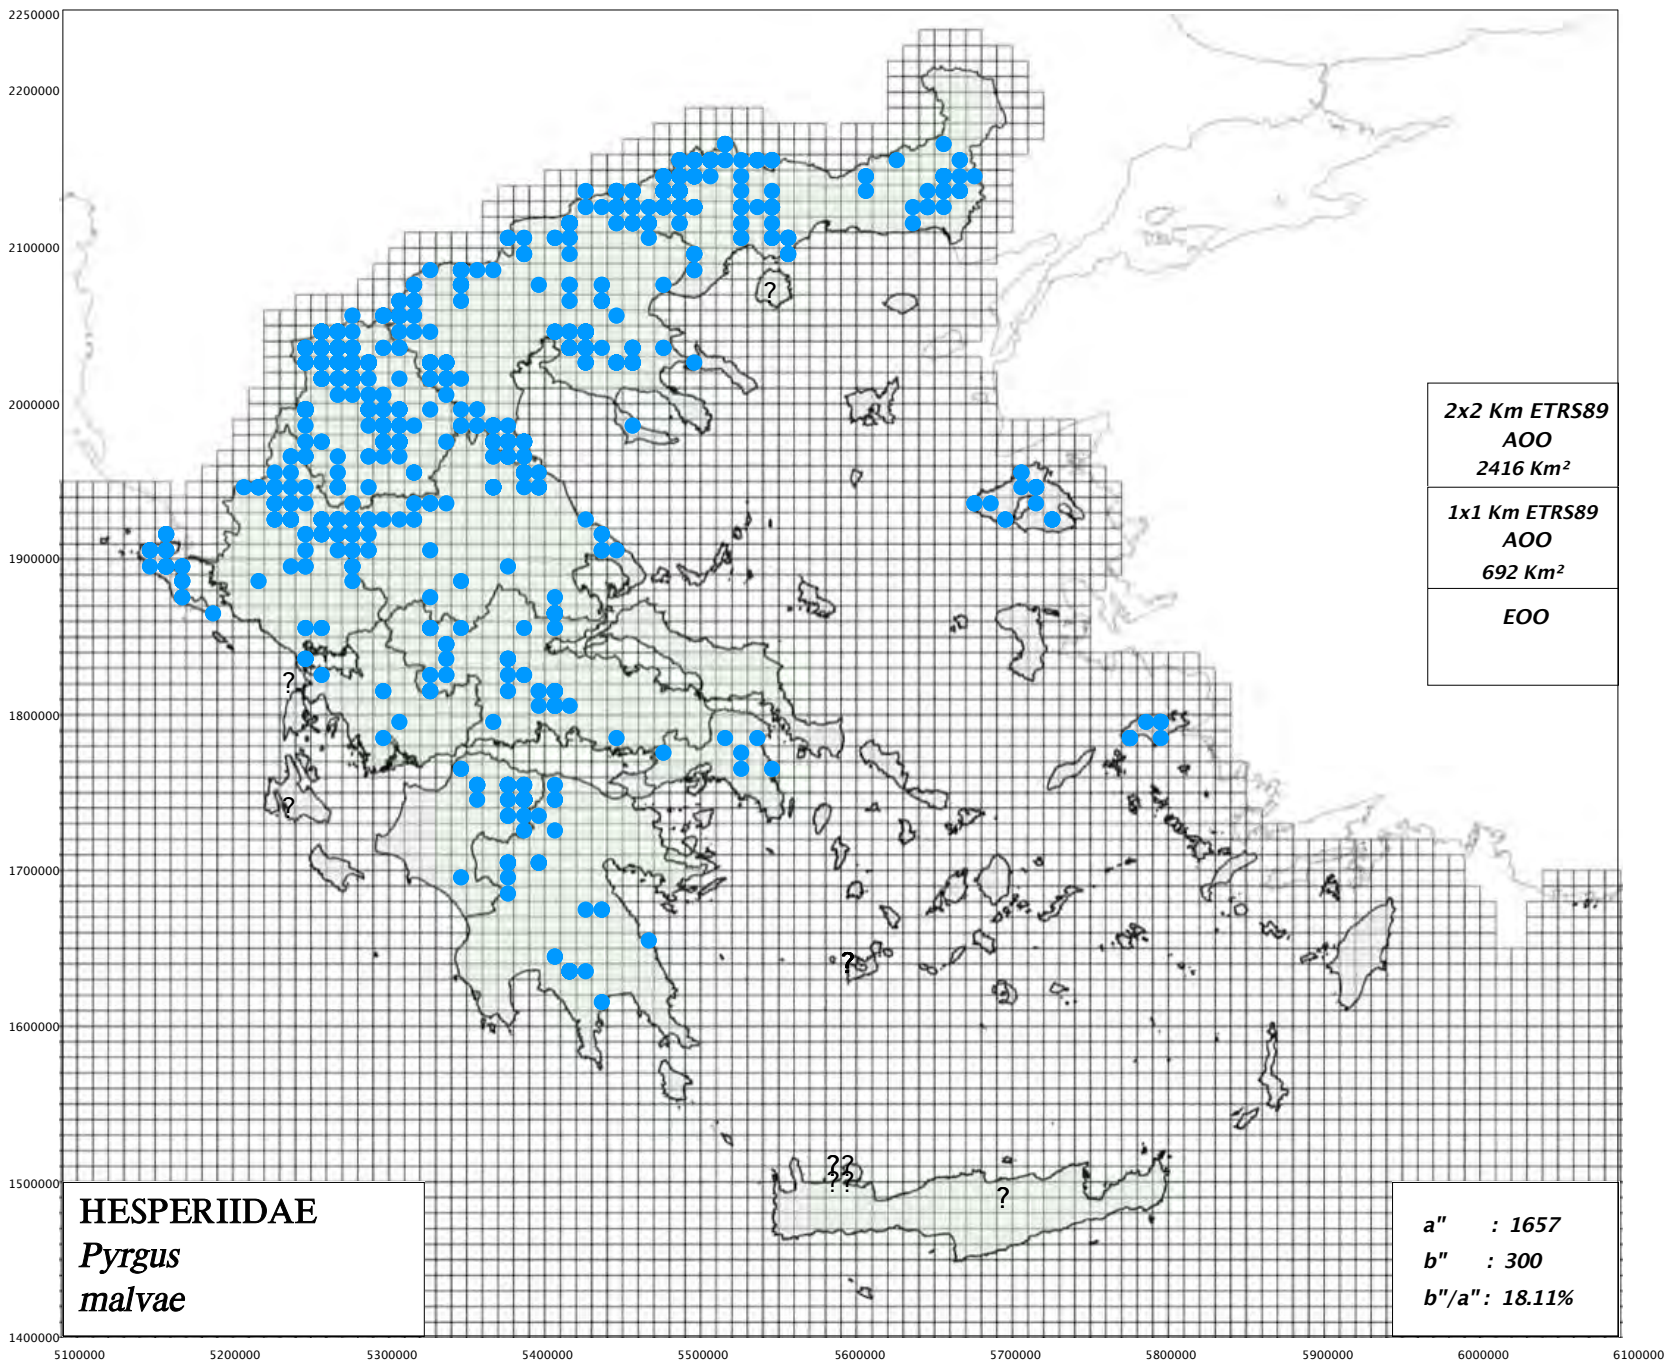 2250000
2200000
2100000
2000000
1900000
1800000
1700000
1600000
1500000
1400000
5100000 5200000 5300000 5400000 5500000 5600000 5700000 5800000 5900000 6000000 6100000
2x2 Km ETRS89
AOO
2416 Km²
1x1 Km ETRS89
AOO
692 Km²
EOO
?
?
?
?
??
??
?
HESPERIIDAE
Pyrgus
malvae
a" : 1657
b" : 300
b"/a" : 18.11%